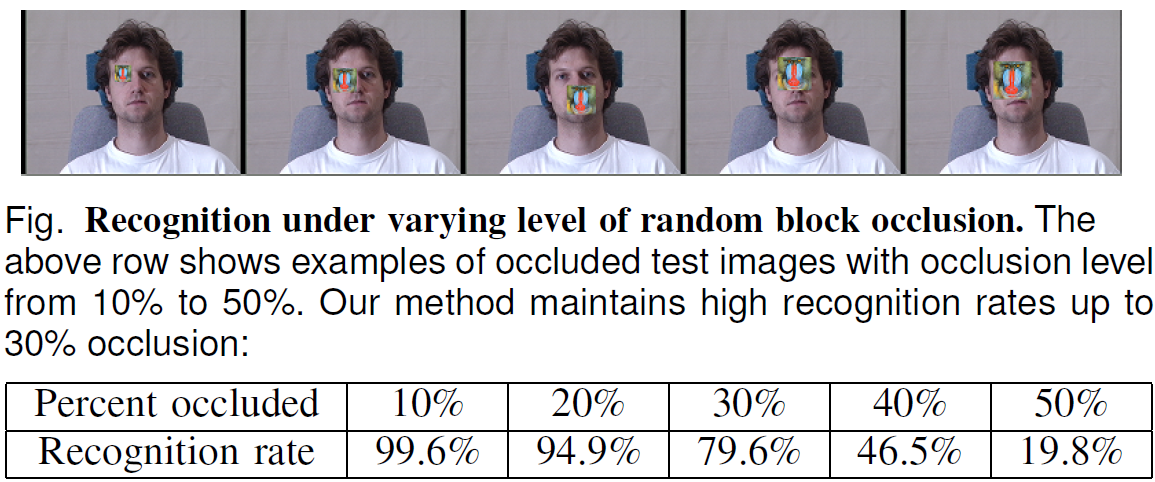 Fig. Recognition under varying level of random block occlusion. The
above row shows examples of occluded test images with occlusion level
from 10% to 50%. Our method maintains high recognition rates up to
30% occlusion:
Percent occluded 10% 20% 30% 40% 50%
Recognition rate 99.6% 94.9% 79.6% 46.5% 19.8%